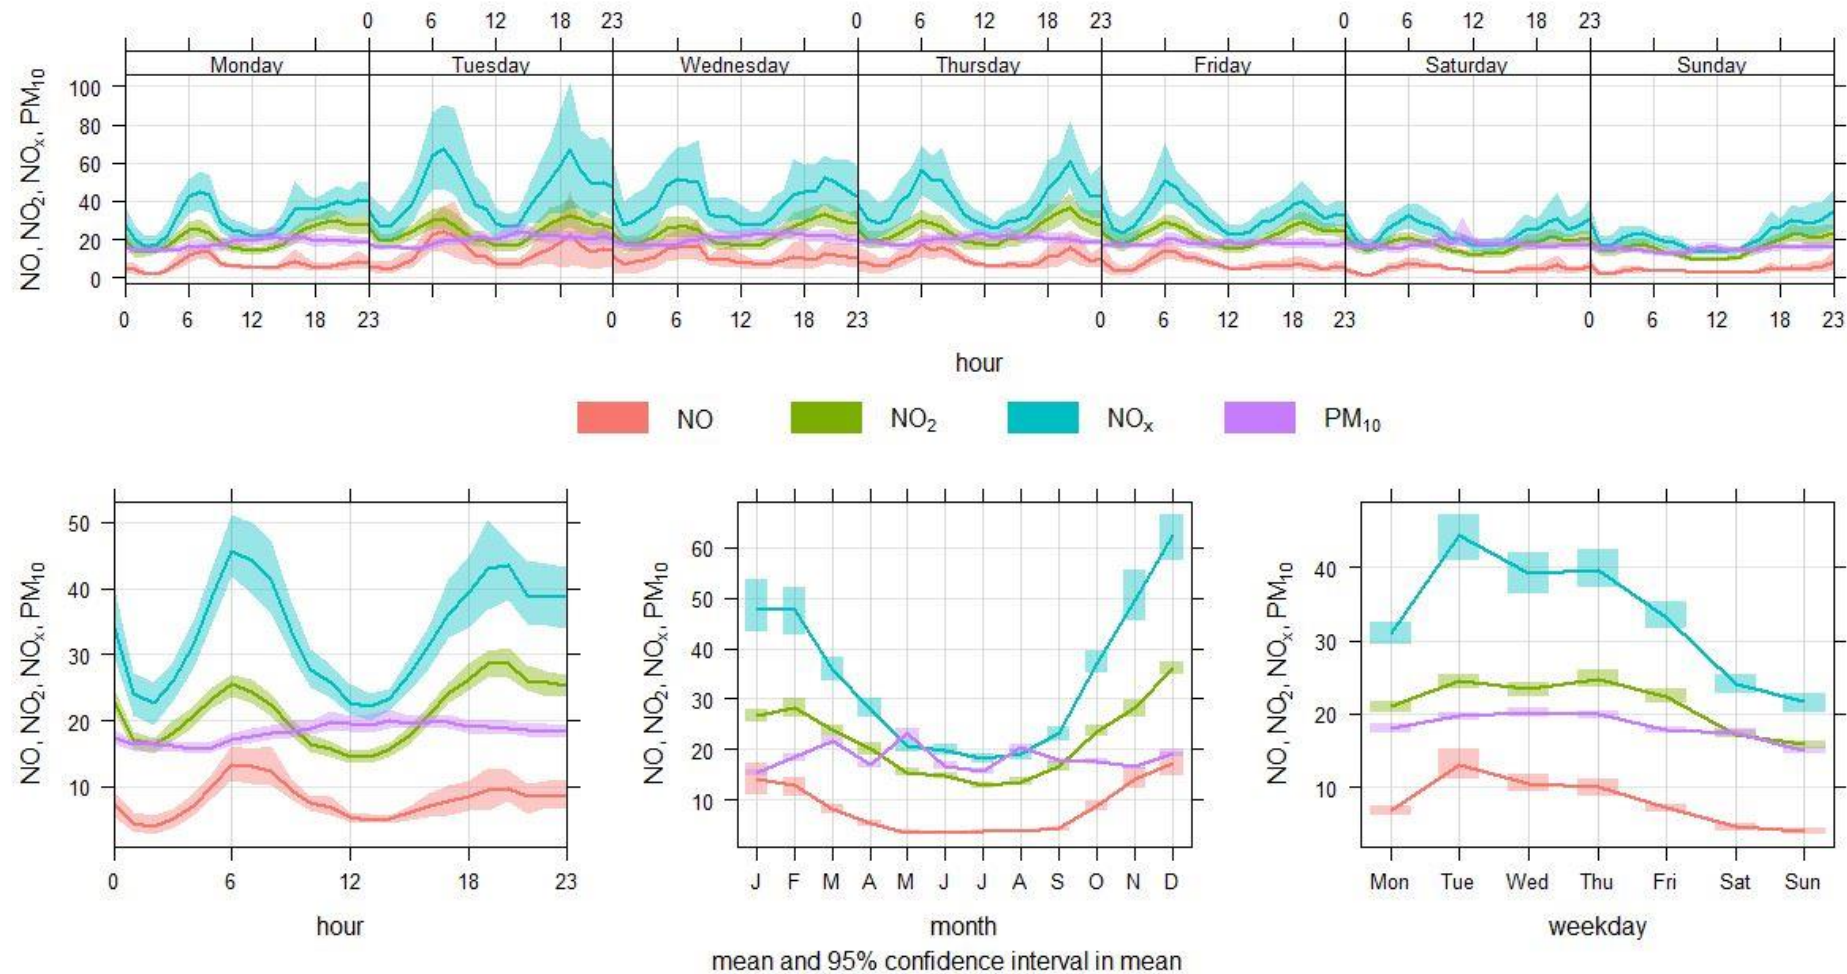 0 6 12 18 23 0 6 12 18 23 0 6 12 18 23
Monday Tuesday Wednesday Thursday Friday Saturday Sunday
NO, NO₂, NOₓ, PM₁₀
100
80
60
40
20
0
0 6 12 18 23 0 6 12 18 23 0 6 12 18 23 0 6 12 18 23
hour
NO NO₂ NOₓ PM₁₀
NO, NO₂, NOₓ, PM₁₀
50
40
30
20
10
0 6 12 18 23
hour
NO, NO₂, NOₓ, PM₁₀
60
50
40
30
20
10
J F M A M J J A S O N D
month
NO, NO₂, NOₓ, PM₁₀
40
30
20
10
Mon Tue Wed Thu Fri Sat Sun
weekday
mean and 95% confidence interval in mean